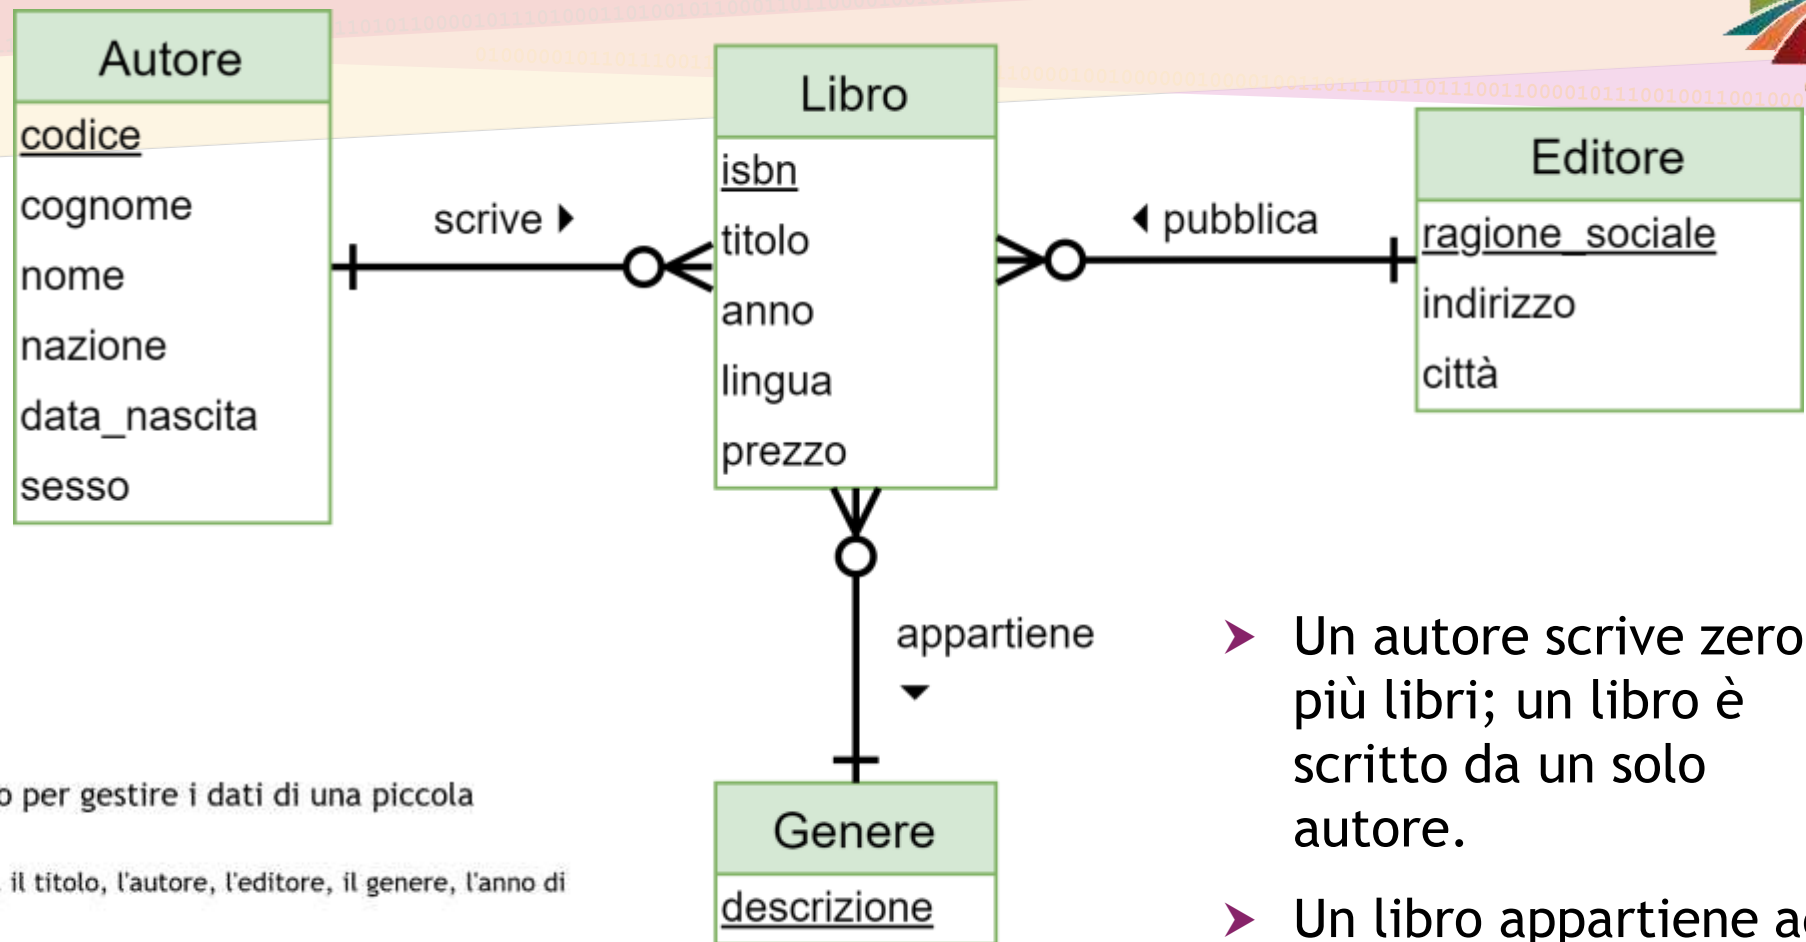 Autore
codice
cognome
nome
nazione
data_nascita
sesso
scrive
Libro
isbn
titolo
anno
lingua
prezzo
pubblica
Editore
ragione_sociale
indirizzo
città
appartiene
Genere
descrizione
per gestire i dati di una piccola
il titolo, l'autore, l'editore, il genere, l'anno di
Un autore scrive zero
più libri; un libro è
scritto da un solo
autore.
Un libro appartiene